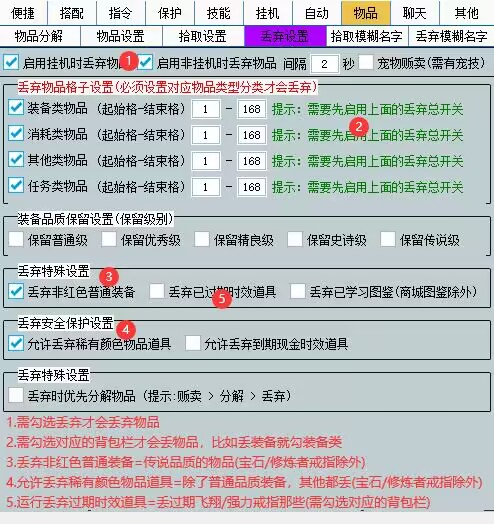 便捷 搭配 指令 保护 技能 挂机 自动 物品 聊天 其他
物品分解 物品设置 拾取设置 丢弃设置 拾取模糊名字 丢弃模糊名字
启用挂机时丢弃物 1 启用非挂机时丢弃物品 间隔 2 秒 宠物贩卖(需有宠技)
丢弃物品格子设置(必须设置对应物品类型分类才会丢弃)
装备类物品 (起始格-结束格) 1 - 168 提示: 需要先启用上面的丢弃总开关
2
消耗类物品 (起始格-结束格) 1 - 168 提示: 需要先启用上面的丢弃总开关
其他类物品 (起始格-结束格) 1 - 168 提示: 需要先启用上面的丢弃总开关
任务类物品 (起始格-结束格) 1 - 168 提示: 需要先启用上面的丢弃总开关
装备品质保留设置(保留级别)
保留普通级 保留优秀级 保留精良级 保留史诗级 保留传说级
丢弃特殊设置
3
丢弃非红色普通装备 丢弃已过期时效道具 丢弃已学习图鉴(商城图鉴除外)
5
丢弃安全保护设置
4
允许丢弃稀有颜色物品道具 允许丢弃到期现金时效道具
丢弃特殊设置
丢弃时优先分解物品 (提示:贩卖 > 分解 > 丢弃)
1.需勾选丢弃才会丢弃物品
2.需勾选对应的背包栏才会丢物品，比如丢装备就勾装备类
3.丢弃非红色普通装备=传说品质的物品(宝石/修炼者戒指除外)
4.允许丢弃稀有颜色物品道具=除了普通品质装备，其他都丢(宝石/修炼者戒指除外)
5.运行丢弃过期时效道具=丢过期飞翔/强力戒指那些(需勾选对应的背包栏)